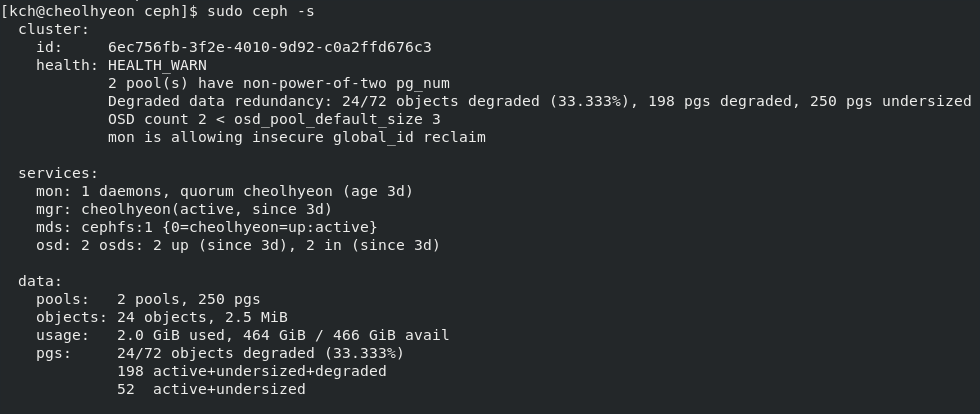 [kch@cheolhyeon ceph]$ sudo ceph -s
  cluster:
    id:     6ec756fb-3f2e-4010-9d92-c0a2ffd676c3
    health: HEALTH_WARN
            2 pool(s) have non-power-of-two pg_num
            Degraded data redundancy: 24/72 objects degraded (33.333%), 198 pgs degraded, 250 pgs undersized
            OSD count 2 < osd_pool_default_size 3
            mon is allowing insecure global_id reclaim

  services:
    mon: 1 daemons, quorum cheolhyeon (age 3d)
    mgr: cheolhyeon(active, since 3d)
    mds: cephfs:1 {0=cheolhyeon=up:active}
    osd: 2 osds: 2 up (since 3d), 2 in (since 3d)

  data:
    pools:   2 pools, 250 pgs
    objects: 24 objects, 2.5 MiB
    usage:   2.0 GiB used, 464 GiB / 466 GiB avail
    pgs:     24/72 objects degraded (33.333%)
             198 active+undersized+degraded
             52  active+undersized